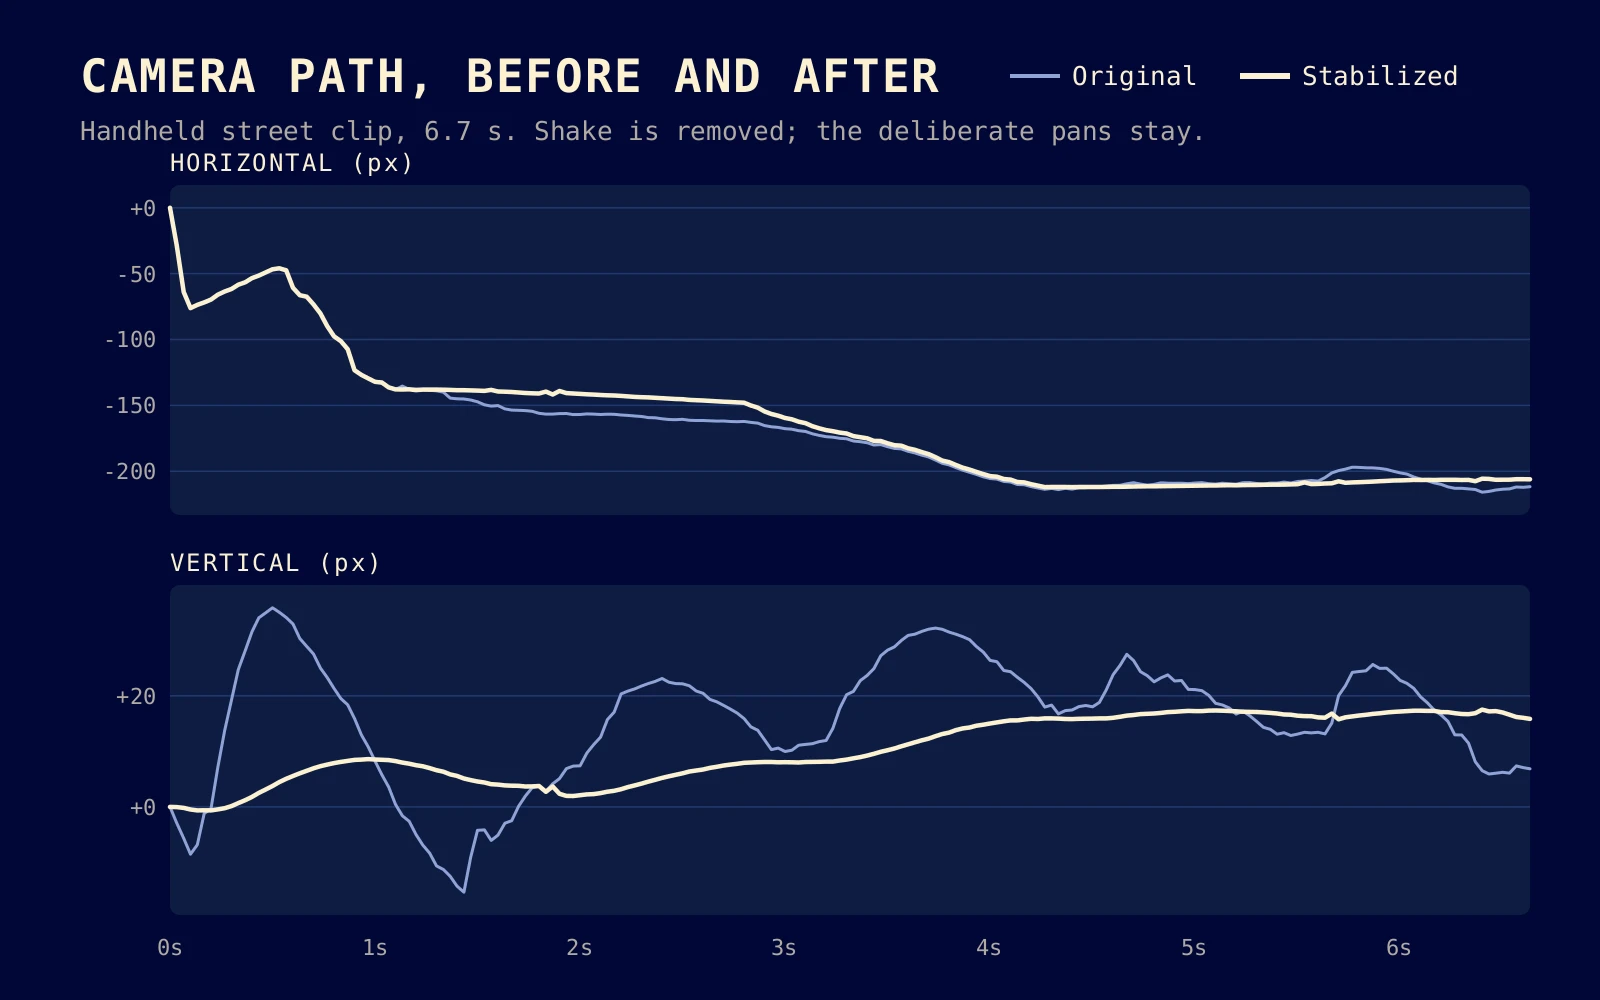 CAMERA PATH, BEFORE AND AFTER
Original
Stabilized
Handheld street clip, 6.7 s. Shake is removed; the deliberate pans stay.
HORIZONTAL (px)
+0
-50
-100
-150
-200
VERTICAL (px)
+20
+0
0s 1s 2s 3s 4s 5s 6s